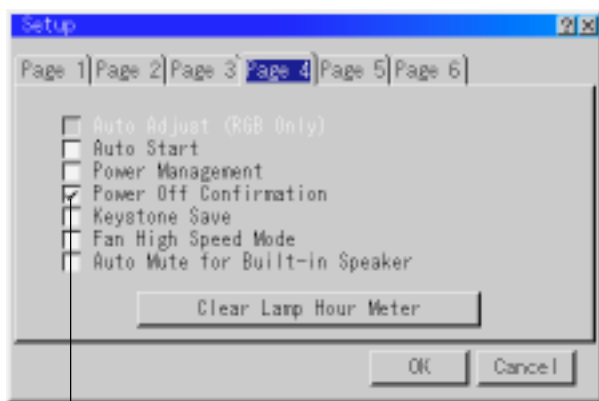 Setup
Page 1 Page 2 Page 3 Page 4 Page 5 Page 6
Auto Adjust (RGB Only)
Auto Start
Power Management
Power Off Confirmation
Keystone Save
Fan High Speed Mode
Auto Mute for Built-in Speaker
Clear Lamp Hour Meter
OK Cancel